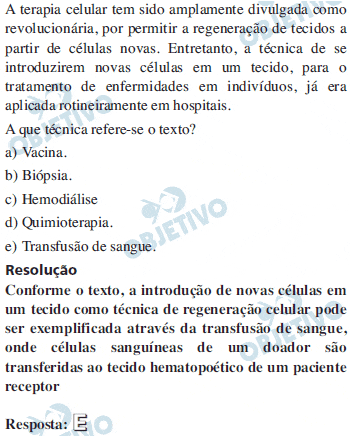 A terapia celular tem sido amplamente divulgada como
revolucionária, por permitir a regeneração de tecidos a
partir de células novas. Entretanto, a técnica de se
introduzirem novas células em um tecido, para o
tratamento de enfermidades em indivíduos, já era
aplicada rotineiramente em hospitais.
A que técnica refere-se o texto?
a) Vacina.
b) Biópsia.
c) Hemodiálise
d) Quimioterapia.
e) Transfusão de sangue.
Resolução
Conforme o texto, a introdução de novas células em
um tecido como técnica de regeneração celular pode
ser exemplificada através da transfusão de sangue,
onde células sanguíneas de um doador são
transferidas ao tecido hematopoético de um paciente
receptor
Resposta: E
OBJETIVO
OBJETIVO
OBJETIVO
OBJETIVO